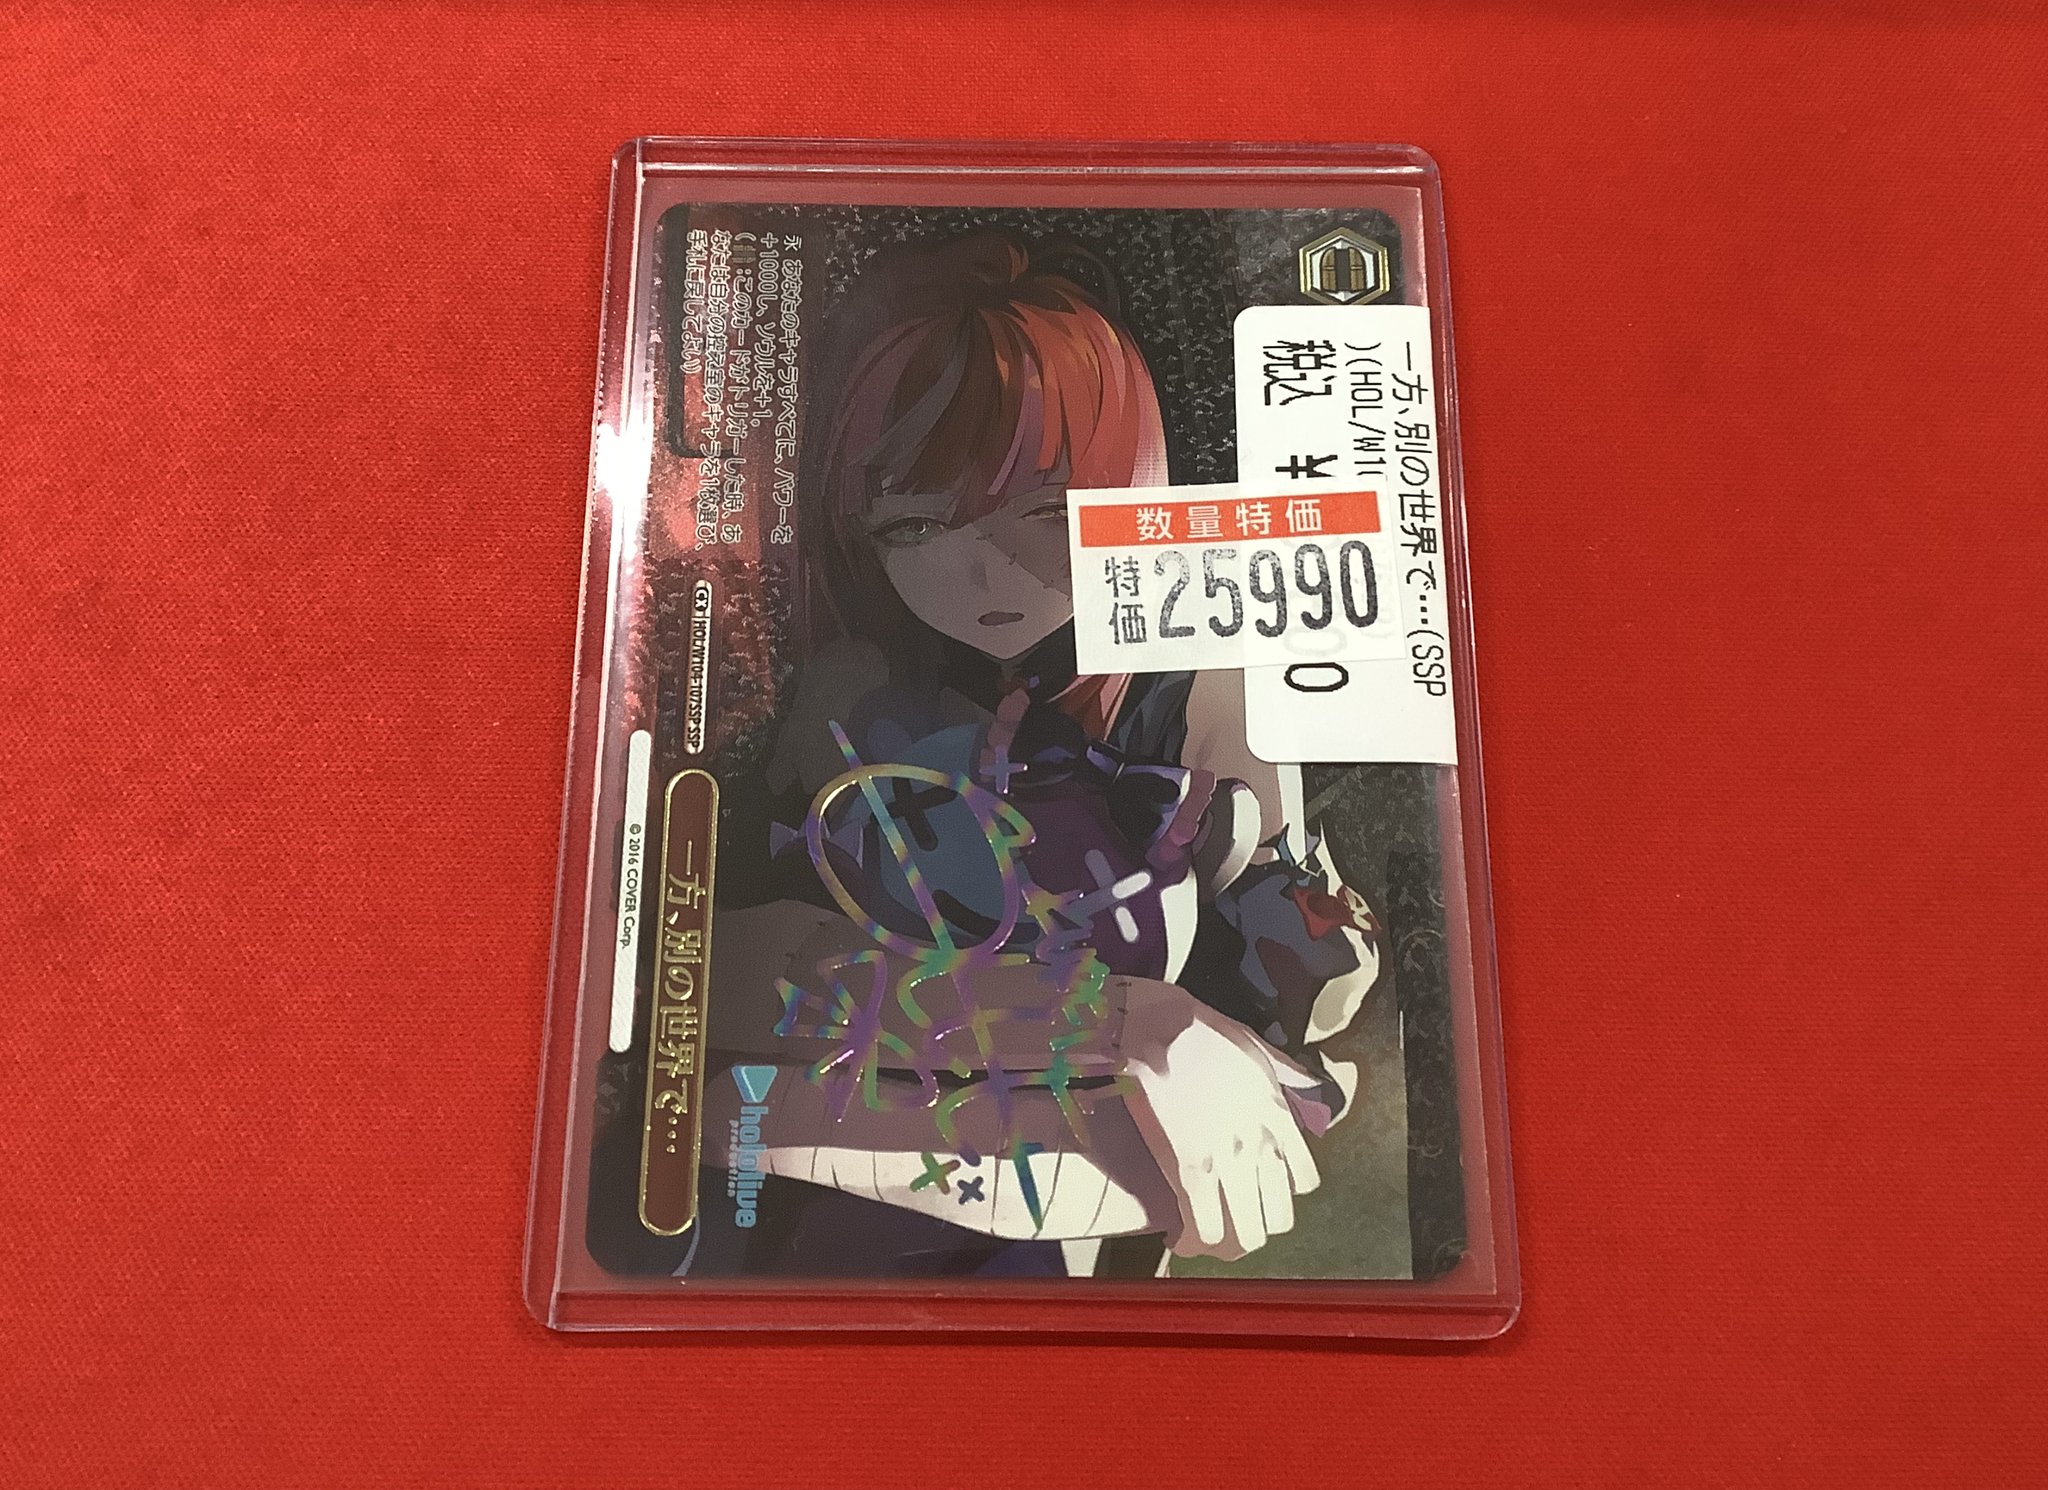 一方、別の世界で…(SSP
)(HOL/W1(
税込 ¥
0
数量特価
特価 25990
永 あなたのキャラすべてに、パワーを
+1000し、ソウルを+1。
:このカードがトリガーした時、あ
なたは自分の控え室のキャラを1枚選び、
手札に戻してよい)
CX HOL/W104-107SSP SSP
© 2016 COVER Corp.
一方、別の世界で…
hololive
production